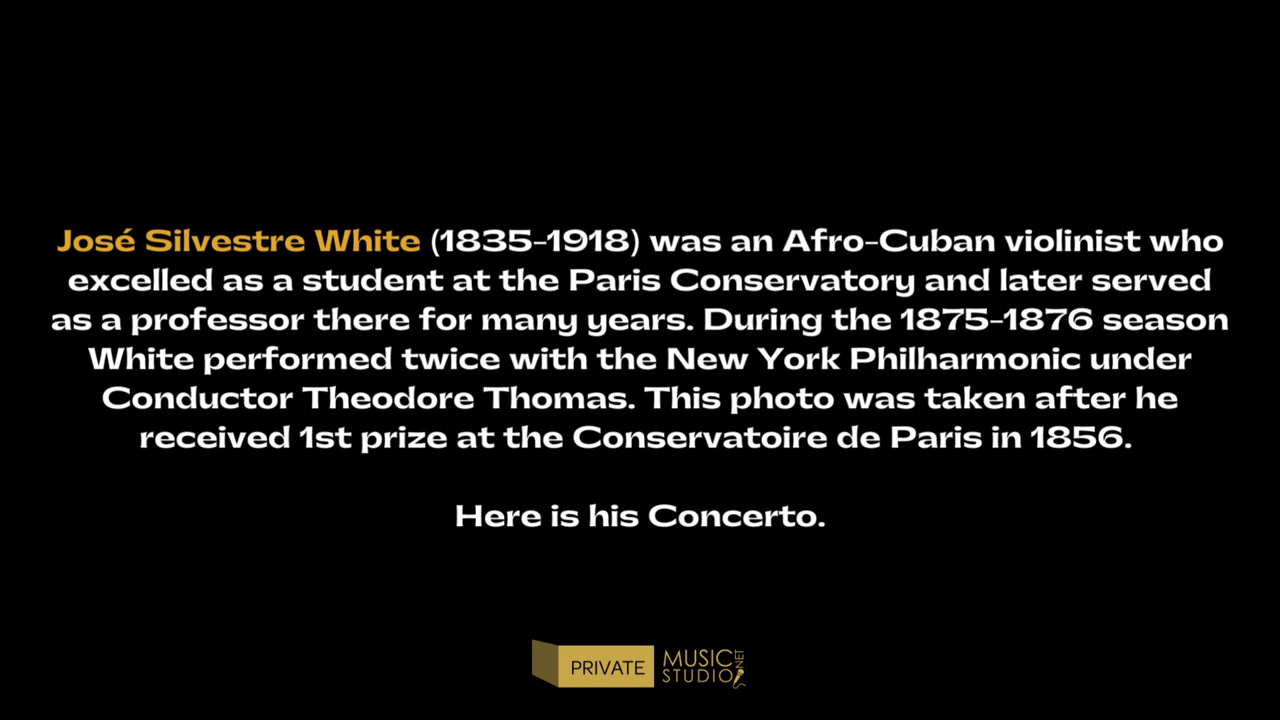 José Silvestre White (1835-1918) was an Afro-Cuban violinist who
excelled as a student at the Paris Conservatory and later served
as a professor there for many years. During the 1875-1876 season
White performed twice with the New York Philharmonic under
Conductor Theodore Thomas. This photo was taken after he
received 1st prize at the Conservatoire de Paris in 1856.
Here is his Concerto.
PRIVATE
MUSIC
STUDIO
.NET